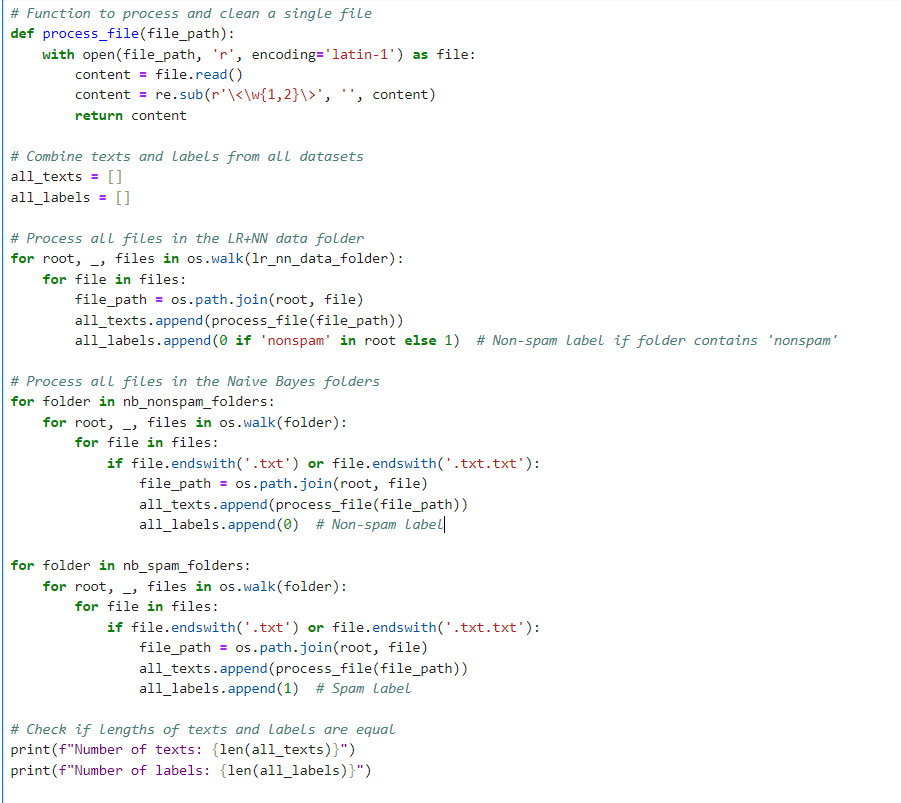 # Function to process and clean a single file
def process_file(file_path):
    with open(file_path, 'r', encoding='latin-1') as file:
        content = file.read()
        content = re.sub(r'\<\w{1,2}\>', '', content)
        return content

# Combine texts and labels from all datasets
all_texts = []
all_labels = []

# Process all files in the LR+NN data folder
for root, _, files in os.walk(lr_nn_data_folder):
    for file in files:
        file_path = os.path.join(root, file)
        all_texts.append(process_file(file_path))
        all_labels.append(0 if 'nonspam' in root else 1)  # Non-spam label if folder contains 'nonspam'

# Process all files in the Naive Bayes folders
for folder in nb_nonspam_folders:
    for root, _, files in os.walk(folder):
        for file in files:
            if file.endswith('.txt') or file.endswith('.txt.txt'):
                file_path = os.path.join(root, file)
                all_texts.append(process_file(file_path))
                all_labels.append(0)  # Non-spam label

for folder in nb_spam_folders:
    for root, _, files in os.walk(folder):
        for file in files:
            if file.endswith('.txt') or file.endswith('.txt.txt'):
                file_path = os.path.join(root, file)
                all_texts.append(process_file(file_path))
                all_labels.append(1)  # Spam label

# Check if lengths of texts and labels are equal
print(f"Number of texts: {len(all_texts)}")
print(f"Number of labels: {len(all_labels)}")